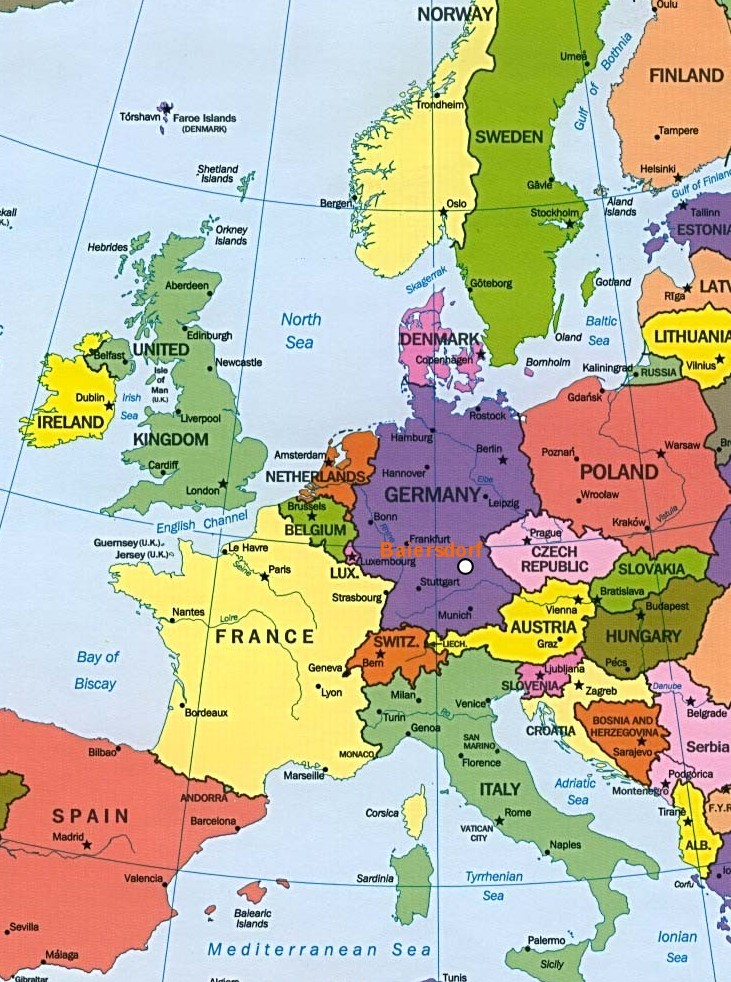 NORWAY
Oulu
Umeå
Gulf of Bothnia
FINLAND
Trondheim
Tórshavn
Faroe Islands
(DENMARK)
SWEDEN
Tampere
Shetland
Islands
Helsinki
Gulf of Finland
Gävle
Bergen
Oslo
Åland
Islands
Stockholm
Tallinn
ESTONIA
Orkney
Islands
Hebrides
Skagerrak
Göteborg
Gotland
Aberdeen
Rīga
LATV
North
Sea
Baltic
Sea
Edinburgh
DENMARK
Oland
LITHUANIA
UNITED
Belfast
Copenhagen
Newcastle
Bornholm
Kaliningrad
RUSSIA
Vilnius
Isle
of
Man
(U.K.)
Dublin
Irish
Sea
Gdańsk
Rostock
Liverpool
IRELAND
KINGDOM
Hamburg
Warsaw
Berlin
Poznań
Amsterdam
Cardiff
Hannover
POLAND
NETHERLANDS
Elbe
London
GERMANY
Wrocław
Leipzig
Brussels
Bonn
Vistula
English Channel
BELGIUM
Kraków
Guernsey (U.K.)
Jersey (U.K.)
Le Havre
Frankfurt
Prague
Baiersdorf
CZECH
REPUBLIC
Seine
Luxembourg
Paris
LUX.
SLOVAKIA
Stuttgart
Strasbourg
Bratislava
Nantes
Loire
Munich
Vienna
Budapest
FRANCE
AUSTRIA
SWITZ.
LIECH.
Graz
HUNGARY
Bay of
Biscay
Bern
Geneva
Ljubljana
Pécs
Lyon
SLOVENIA
Zagreb
Danube
Milan
Venice
Bordeaux
Turin
Po
Belgrade
Genoa
CROATIA
BOSNIA AND
HERZEGOVINA
SAN
MARINO
Bilbao
MONACO
Florence
Sarajevo
Serbia
Marseille
Podgorica
ANDORRA
ITALY
Adriatic
Sea
Montenegro
SPAIN
Corsica
Rome
Tiranë
Barcelona
VATICAN
CITY
Madrid
Naples
ALB.
Valencia
Sardinia
Tyrrhenian
Sea
Corfu
Balearic
Islands
Sevilla
Mediterranean Sea
Palermo
Ionian
Sea
Málaga
Sicily
Gibraltar
Tunis